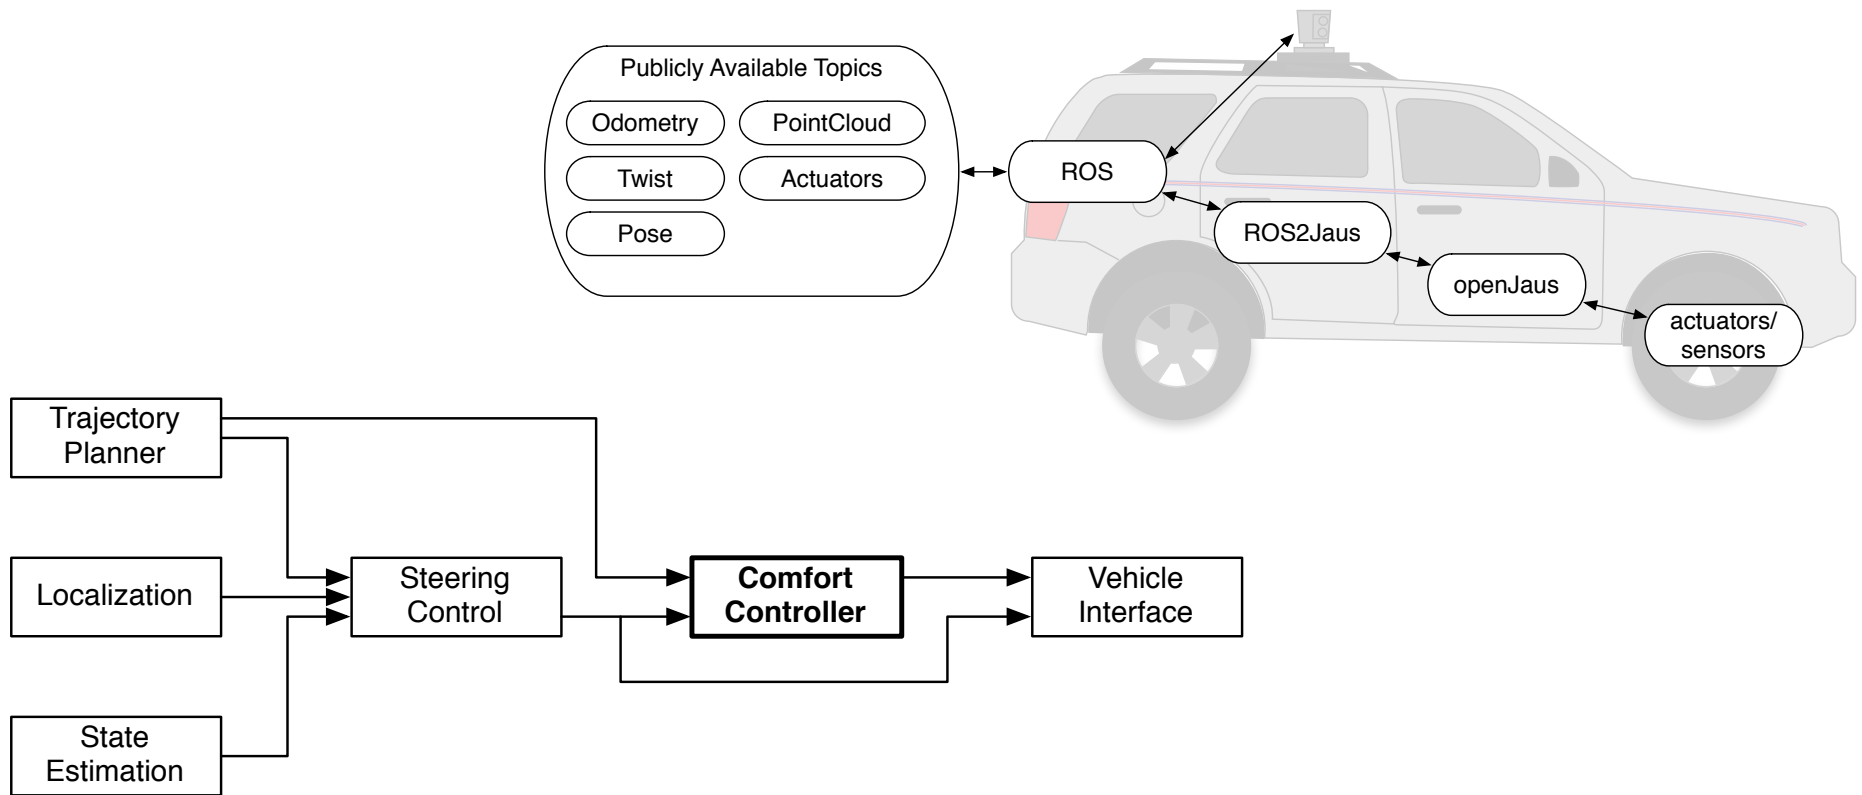 Publicly Available Topics
Odometry
PointCloud
Twist
Actuators
Pose
ROS
ROS2Jaus
openJaus
actuators/
sensors
Trajectory
Planner
Localization
State
Estimation
Steering
Control
Comfort
Controller
Vehicle
Interface